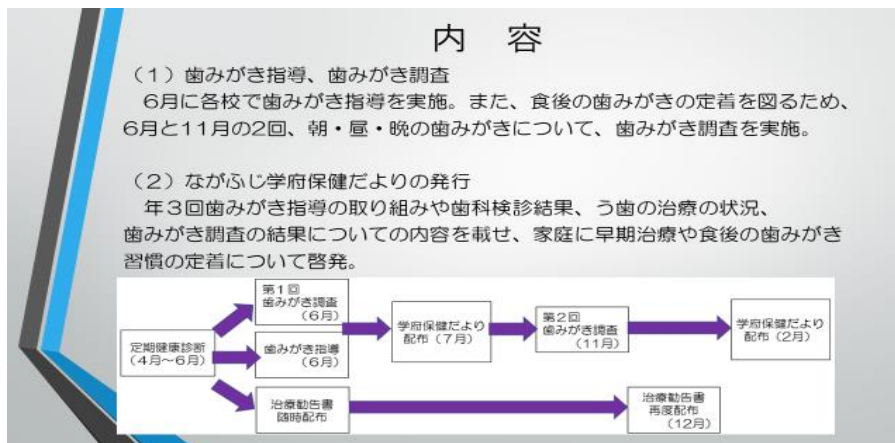 内　容
（1）歯みがき指導、歯みがき調査
6月に各校で歯みがき指導を実施。また、食後の歯みがきの定着を図るため、
6月と11月の2回、朝・昼・晩の歯みがきについて、歯みがき調査を実施。
（2）ながふじ学府保健だよりの発行
年３回歯みがき指導の取り組みや歯科検診結果、う歯の治療の状況、
歯みがき調査の結果についての内容を載せ、家庭に早期治療や食後の歯みがき
習慣の定着について啓発。
定期健康診断
（4月～6月）
第１回
歯みがき調査
（6月）
歯みがき指導
（6月）
治療勧告書
随時配布
学府保健だより
配布（7月）
第２回
歯みがき調査
（11月）
治療勧告書
再度配布
（12月）
学府保健だより
配布（2月）